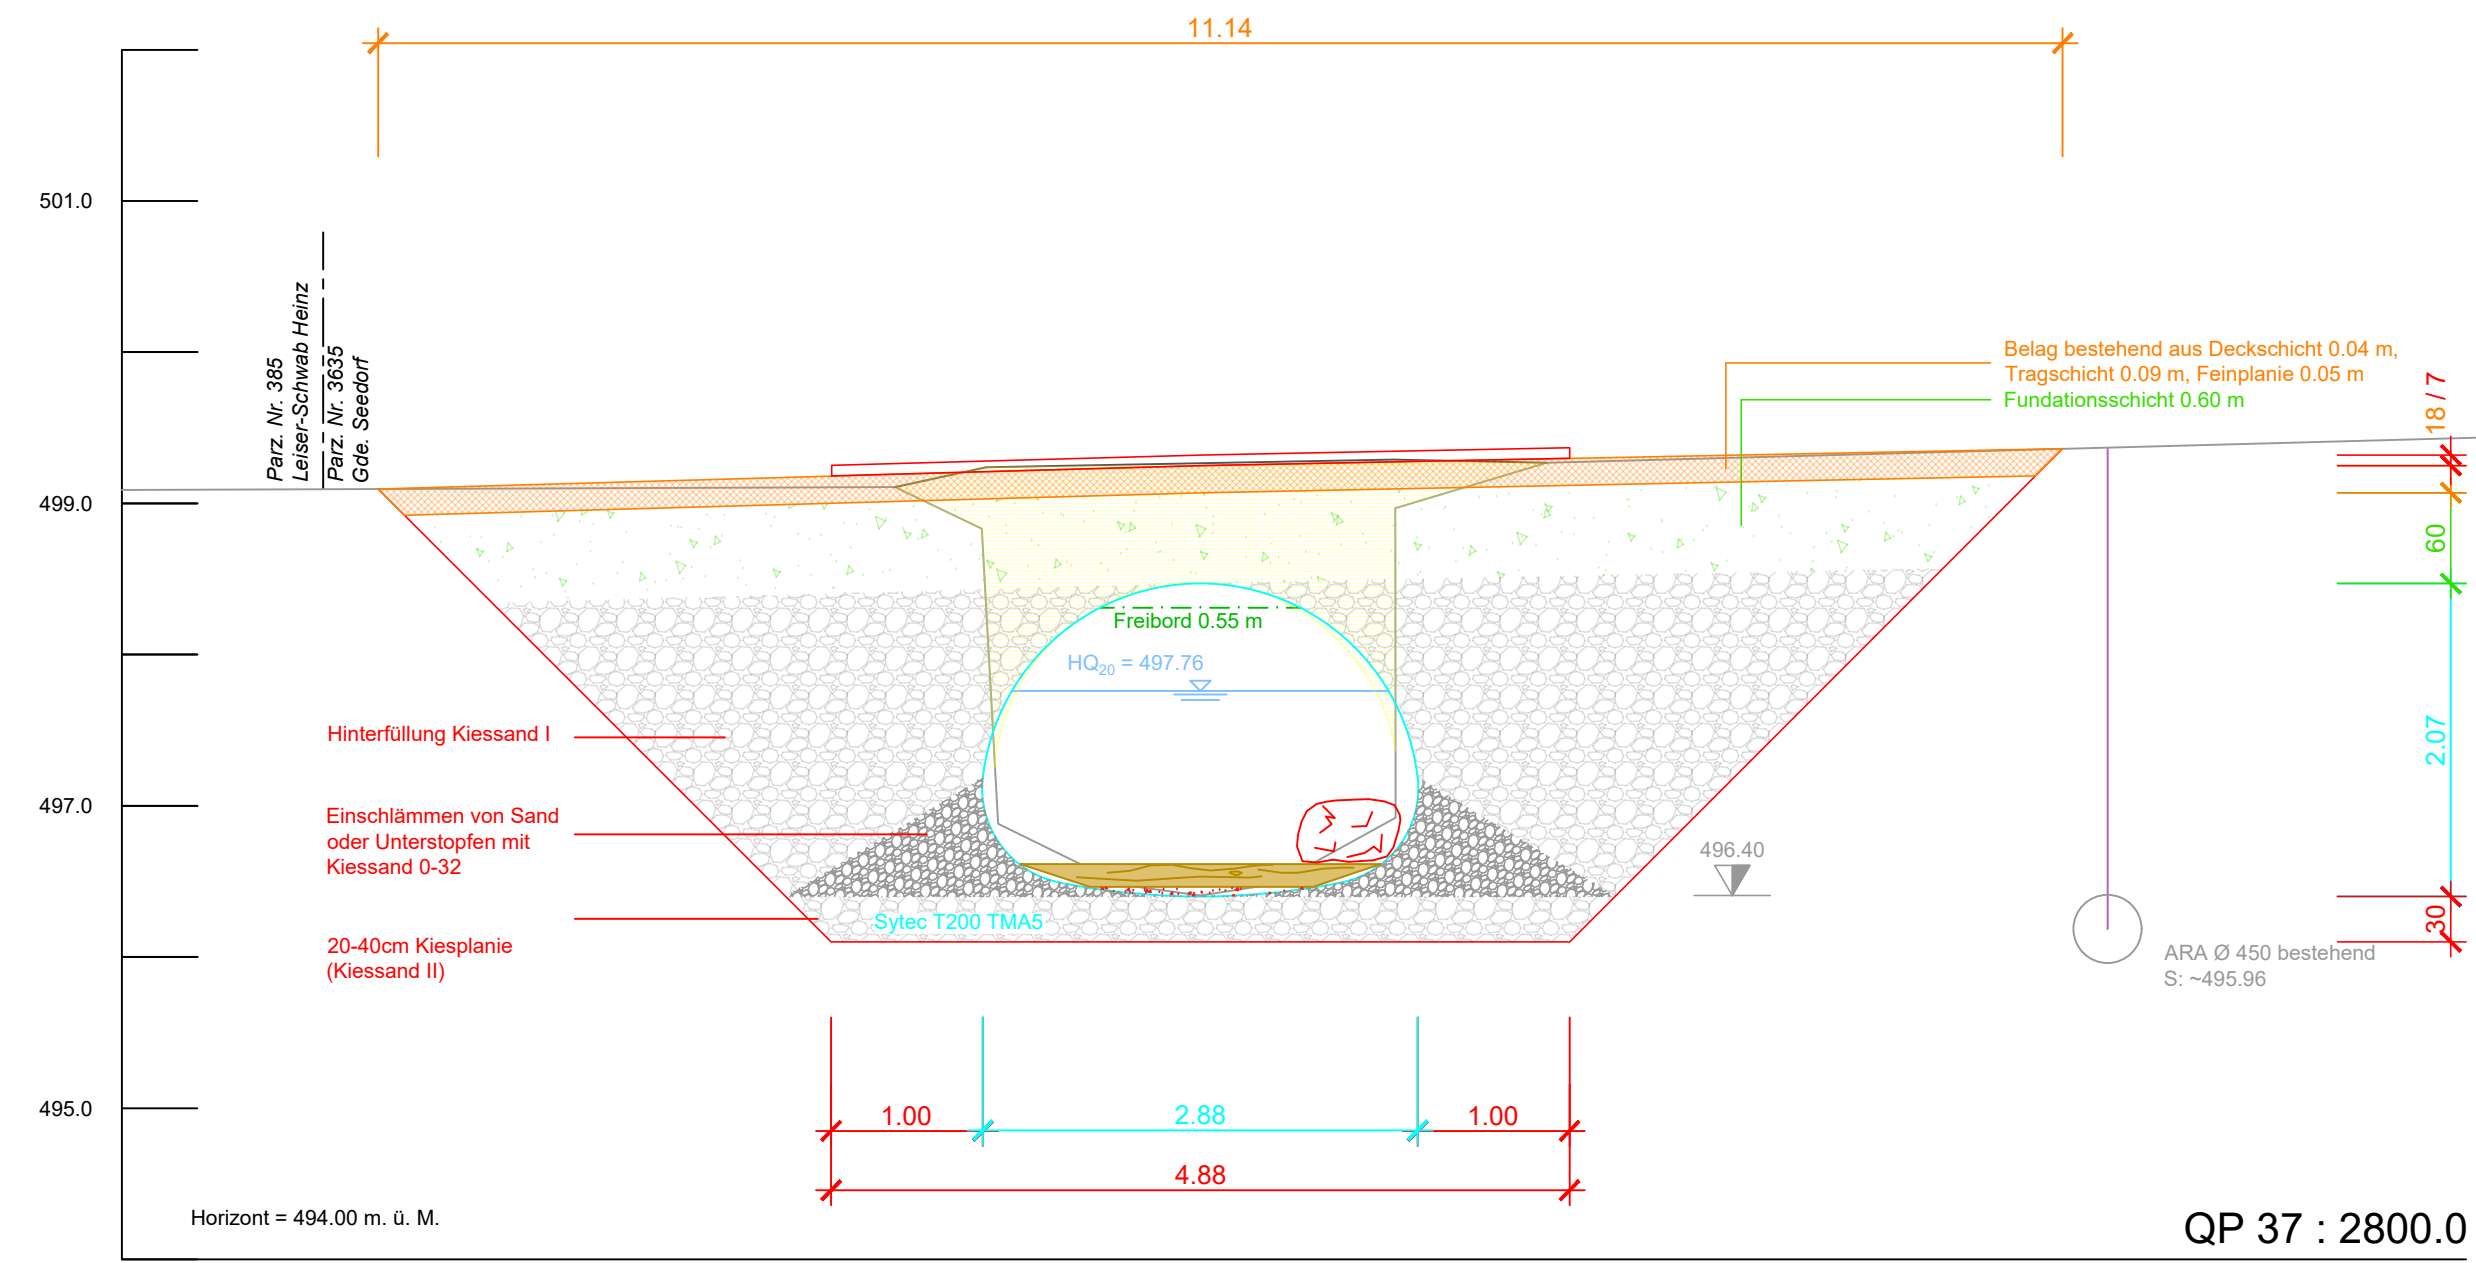 11.14
501.0
Parz. Nr. 385
Leiser-Schwab Heinz
Parz. Nr. 3635
Gde. Seedorf
Belag bestehend aus Deckschicht 0.04 m,
Tragschicht 0.09 m, Feinplanie 0.05 m
Fundationsschicht 0.60 m
18 / 7
499.0
60
Freibord 0.55 m
HQ20 = 497.76
2.07
Hinterfüllung Kiessand I
497.0
Einschlämmen von Sand
oder Unterstopfen mit
Kiessand 0-32
496.40
Sytec T200 TMA5
30
20-40cm Kiesplanie
(Kiessand II)
ARA Ø 450 bestehend
S: ~495.96
495.0
1.00
2.88
1.00
4.88
Horizont = 494.00 m. ü. M.
QP 37 : 2800.0